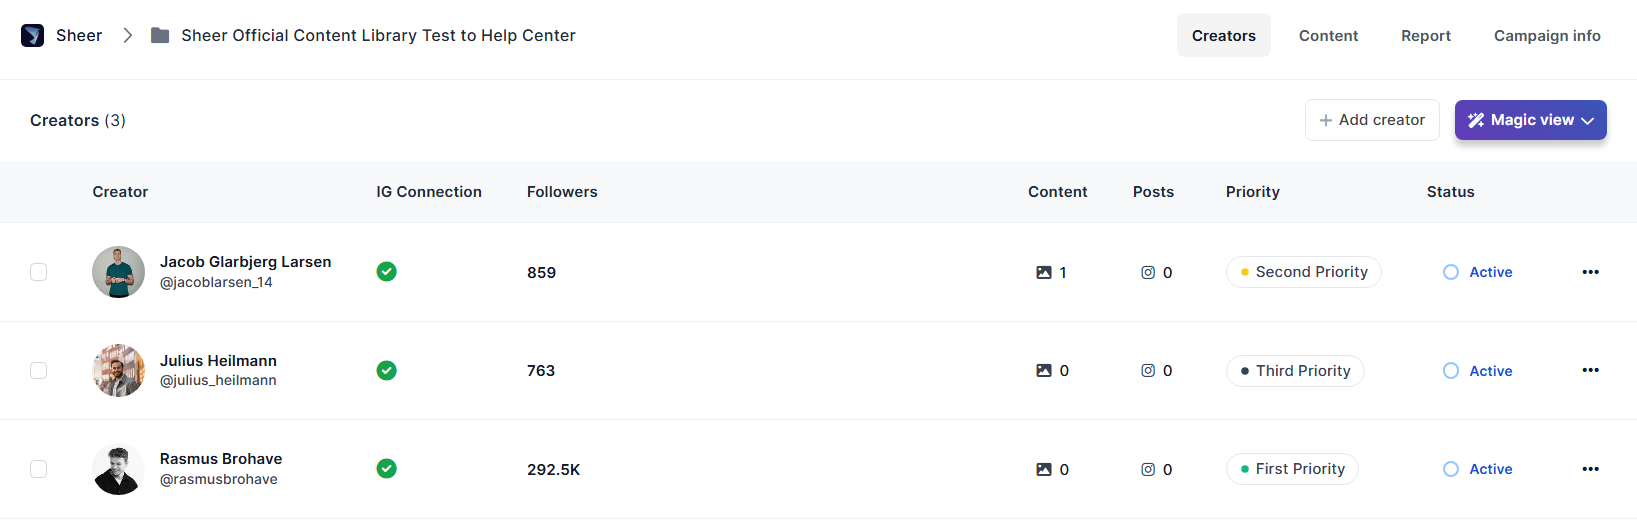 Sheer Sheer Official Content Library Test to Help Center Creators Content Report Campaign info
Creators (3) Add creator Magic view
Creator IG Connection Followers Content Posts Priority Status
Jacob Glarbjerg Larsen
@jacoblarsen_14
859 1 0 Second Priority Active
Julius Heilmann
@julius_heilmann
763 0 0 Third Priority Active
Rasmus Brohave
@rasmusbrohave
292.5K 0 0 First Priority Active